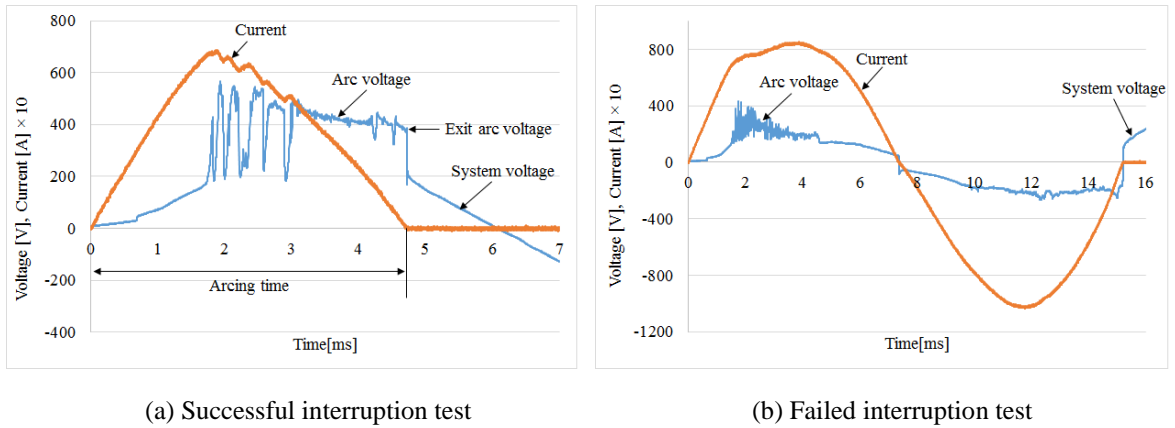 800
600
400
200
0
-200
-400
0 1 2 3 4 5 6 7
Voltage [V], Current [A] × 10
Time[ms]
Current
Arc voltage
Exit arc voltage
System voltage
Arcing time
(a) Successful interruption test
800
400
0
-400
-800
-1200
0 2 4 6 8 10 12 14 16
Voltage [V], Current [A] × 10
Time[ms]
Current
Arc voltage
System voltage
(b) Failed interruption test